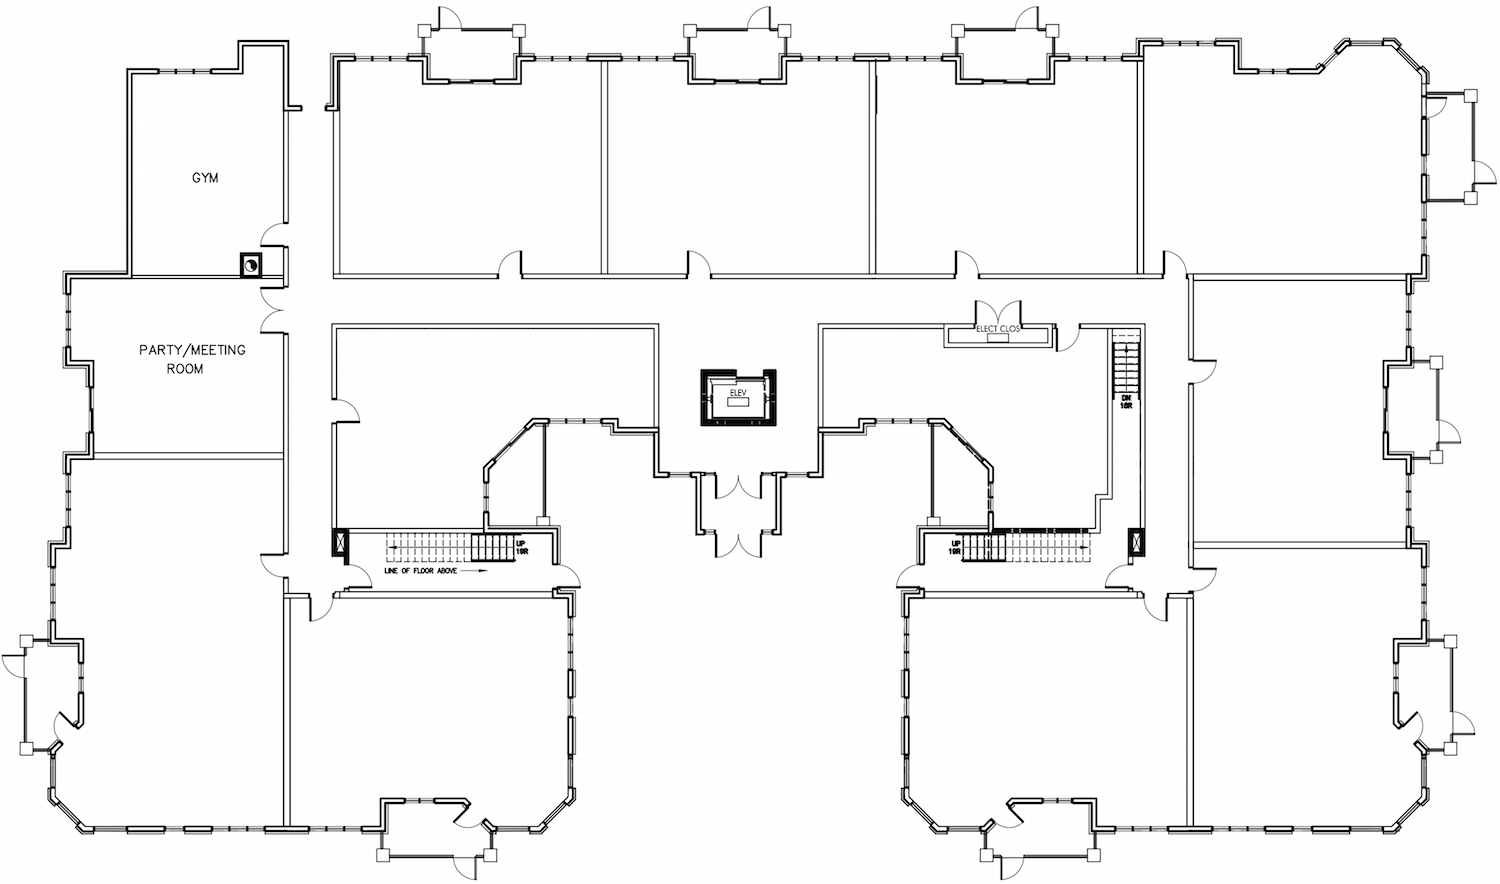 GYM
ELECT CLOS
PARTY/MEETING
ROOM
ELEV
DN
18R
UP
19R
LINE OF FLOOR ABOVE
UP
19R